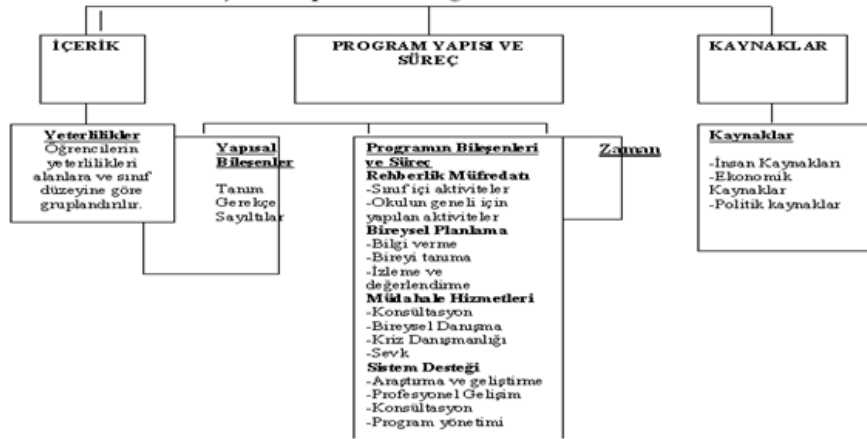 İÇERİK
PROGRAM YAPISI VE
SÜREÇ
KAYNAKLAR
Yeterlilikler
Öğrencilerin
yeterlilikleri
alanlara ve sınıf
düzeyine göre
gruplandırılır.
Yapısal
Bileşenler
Tanım
Gerekçe
Sayıltılar
Programın Bileşenleri
ve Süreç
Rehberlik Müfredatı
-Sınıf içi aktiviteler
-Okulun geneli için
yapılan aktiviteler
Bireysel Planlama
-Bilgi verme
-Bireyi tanıma
-İzleme ve
değerlendirme
Müdahale Hizmetleri
-Konsültasyon
-Bireysel Danışma
-Kriz Danışmanlığı
-Sevk
Sistem Desteği
-Araştırma ve geliştirme
-Profesyonel Gelişim
-Konsültasyon
-Program yönetimi
Zaman
Kaynaklar
-İnsan Kaynakları
-Ekonomik
Kaynaklar
-Politik kaynaklar